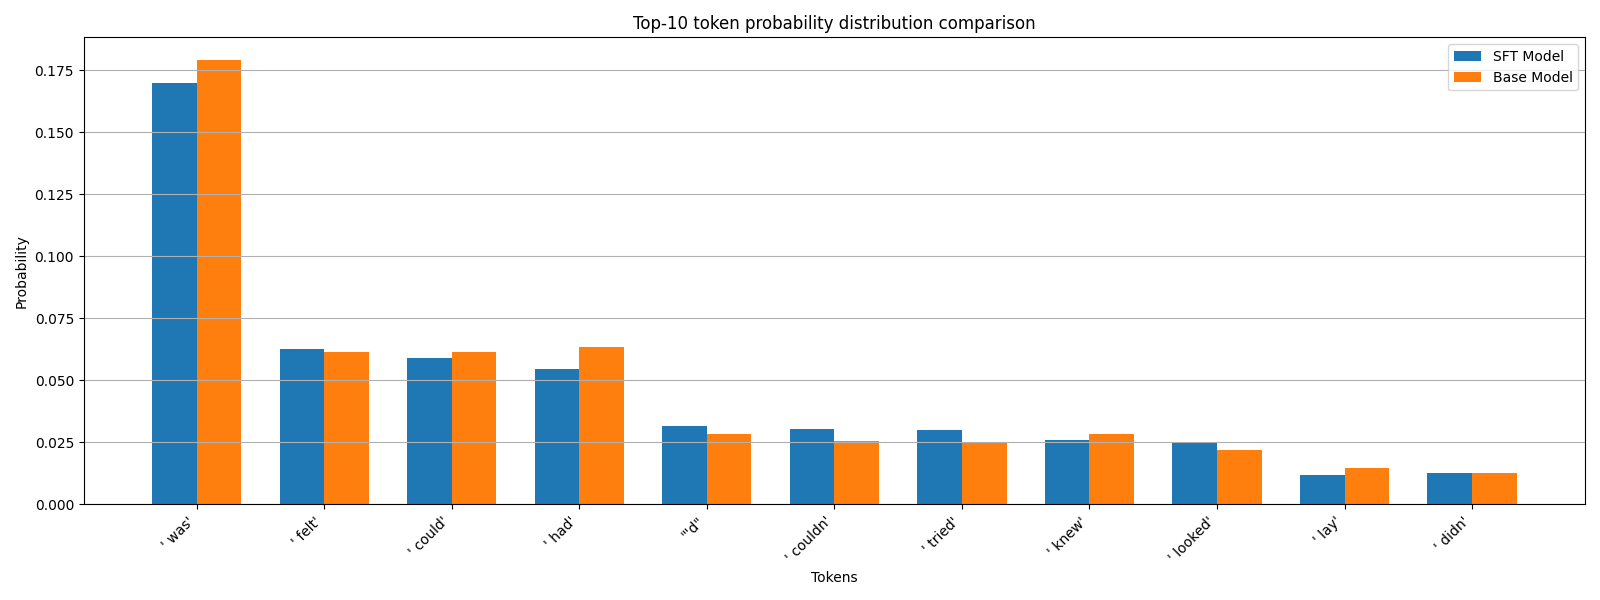 Top-10 token probability distribution comparison
SFT Model
Base Model
0.175
0.150
0.125
0.100
0.075
0.050
0.025
0.000
Probability
' was'
' felt'
' could'
' had'
"'d"
' couldn'
' tried'
' knew'
' looked'
' lay'
' didn'
Tokens